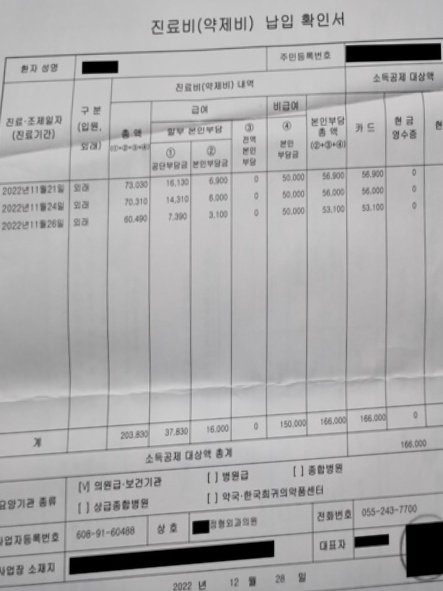 진료비(약제비) 납입 확인서
환자 성명
주민등록번호
진료·조제일자 (진료기간)
구 분 (입원, 외래)
진료비(약제비) 내역
소득공제 대상액
총 액 (①+②+③+④)
급여
비급여
본인부담 총 액 (②+③+④)
카 드
현 금 영수증
현
할부 본인부담
① 공단부담금
② 본인부담금
③ 전액 본인 부담
④ 본인 부담금
2022년11월21일 외래 73,030 16,130 6,900 0 50,000 56,900 56,900 0
2022년11월24일 외래 70,310 14,310 6,000 0 50,000 56,000 56,000 0
2022년11월26일 외래 60,490 7,390 3,100 0 50,000 53,100 53,100 0
계 203,830 37,830 16,000 0 150,000 166,000 166,000 0
소득공제 대상액 총계 166,000
요양기관 종류
[V] 의원급·보건기관 [ ] 병원급 [ ] 종합병원
[ ] 상급종합병원 [ ] 약국·한국희귀의약품센터
사업자등록번호 608-91-60488 상 호 정형외과의원 전화번호 055-243-7700
사업장 소재지 대표자
2022 년 12 월 28 일